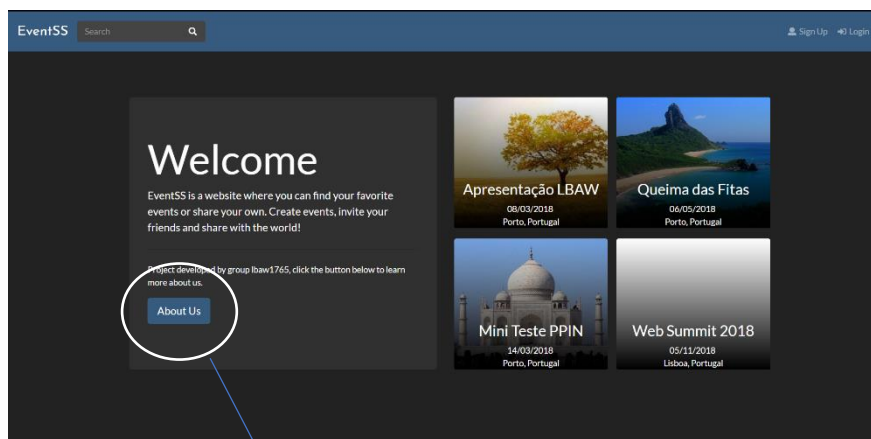 EventSS
Search
Sign Up
Login
Welcome
EventSS is a website where you can find your favorite
events or share your own. Create events, invite your
friends and share with the world!
Project developed by group lbaw1765, click the button below to learn
more about us.
About Us
Apresentação LBAW
08/03/2018
Porto, Portugal
Queima das Fitas
06/05/2018
Porto, Portugal
Mini Teste PPIN
14/03/2018
Porto, Portugal
Web Summit 2018
05/11/2018
Lisboa, Portugal